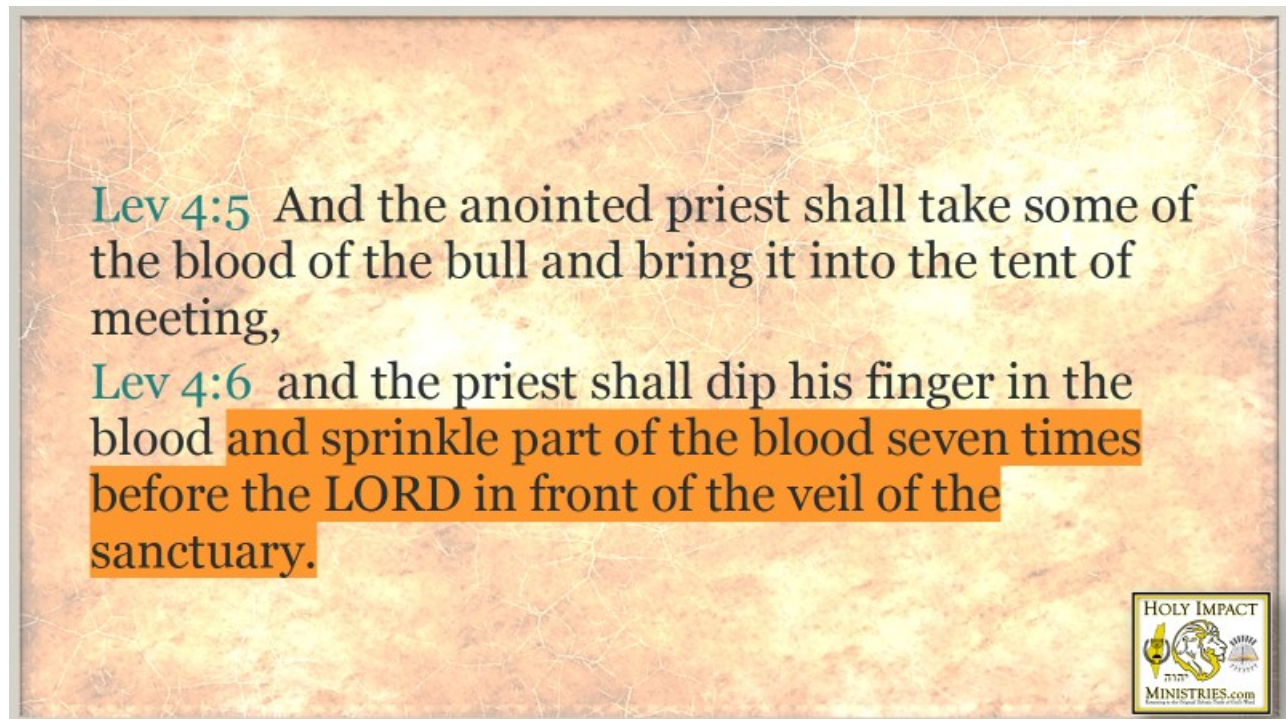 Lev 4:5 And the anointed priest shall take some of
the blood of the bull and bring it into the tent of
meeting,
Lev 4:6 and the priest shall dip his finger in the
blood and sprinkle part of the blood seven times
before the LORD in front of the veil of the
sanctuary.
HOLY IMPACT
יהוה
MINISTRIES.com